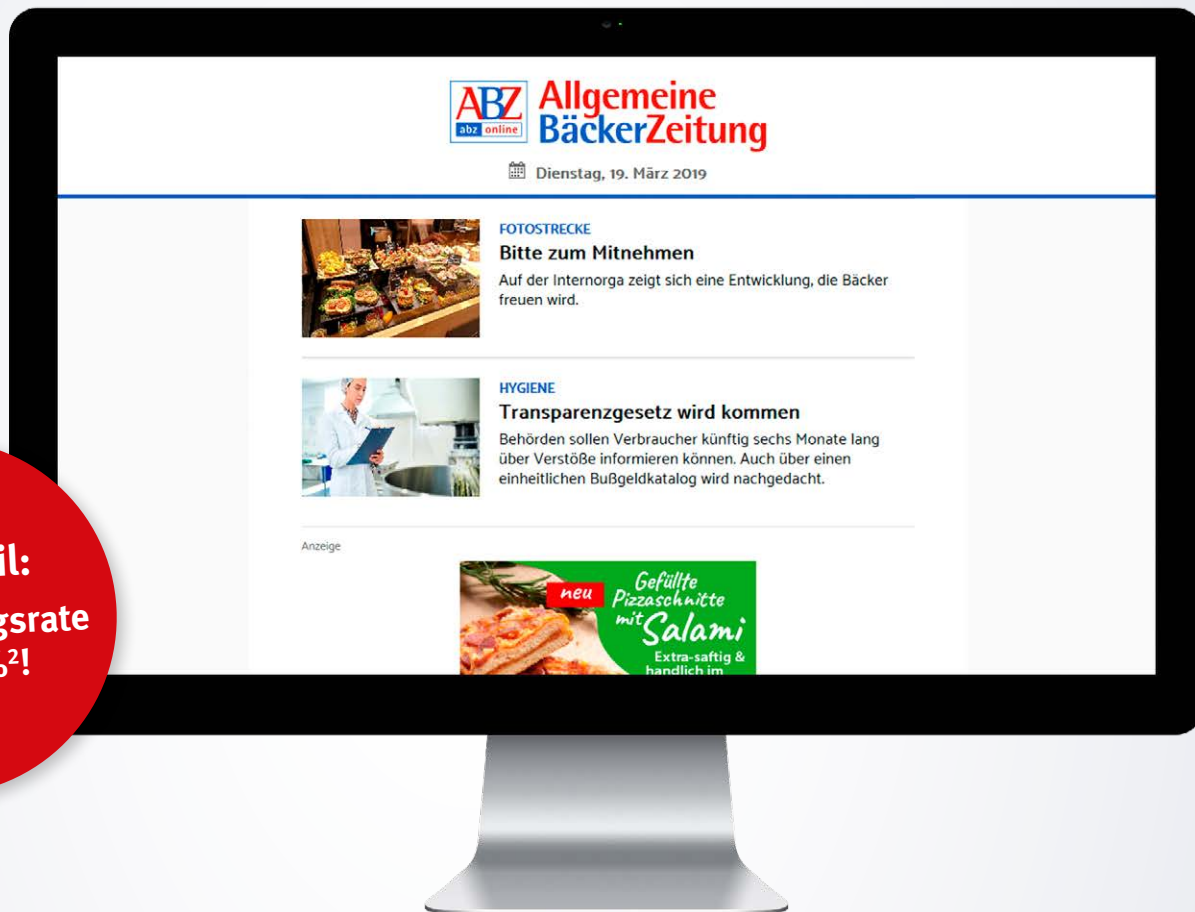 ABZ
abz online
Allgemeine
BäckerZeitung
Dienstag, 19. März 2019
FOTOSTRECKE
Bitte zum Mitnehmen
Auf der Internorga zeigt sich eine Entwicklung, die Bäcker
freuen wird.
HYGIENE
Transparenzgesetz wird kommen
Behörden sollen Verbraucher künftig sechs Monate lang
über Verstöße informieren können. Auch über einen
einheitlichen Bußgeldkatalog wird nachgedacht.
Anzeige
neu
Gefüllte
Pizzaschnitte
mit Salami
Extra-saftig &
handlich im
il:
gsrate
²!